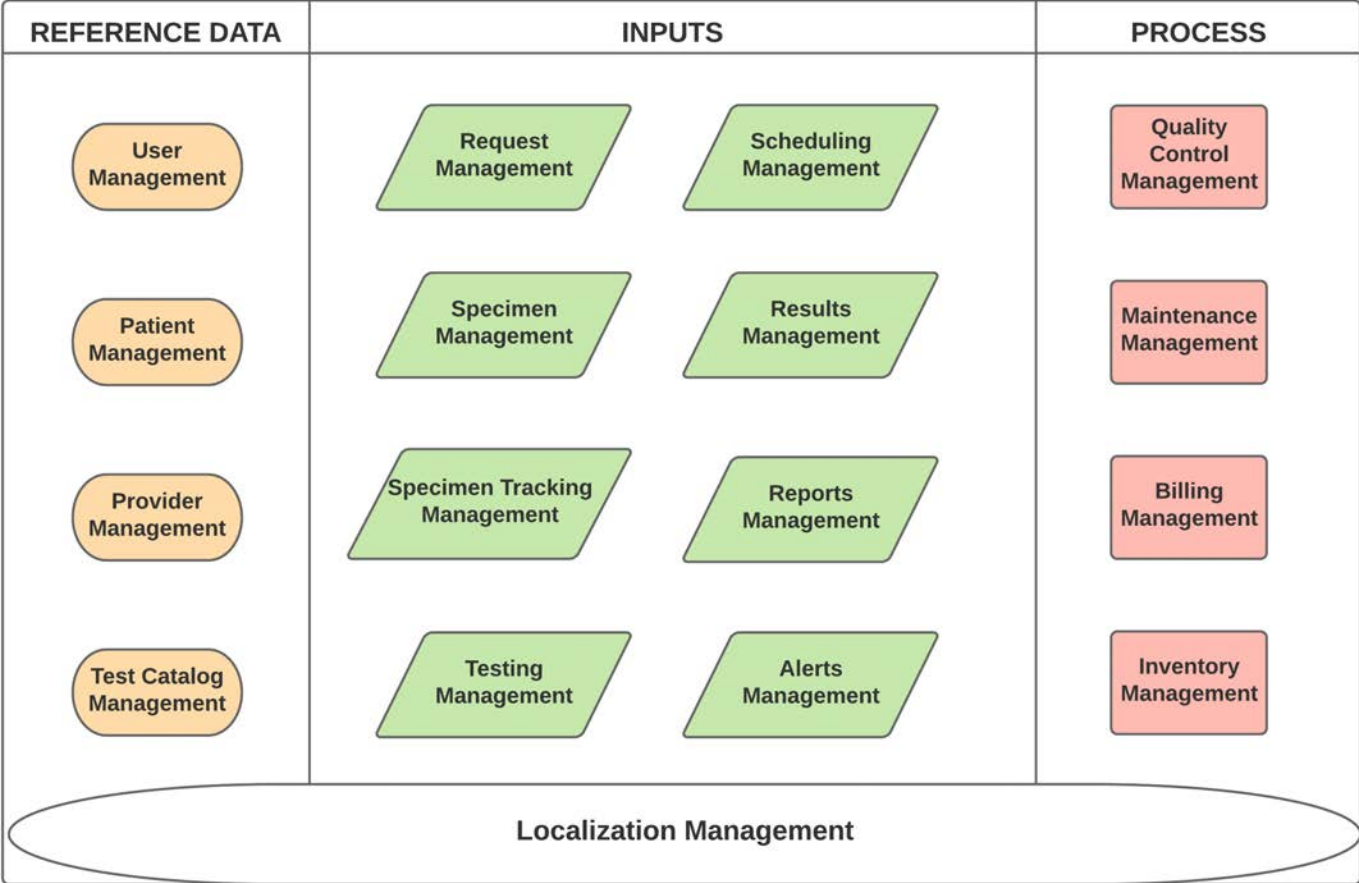 REFERENCE DATA
INPUTS
PROCESS
User
Management
Patient
Management
Provider
Management
Test Catalog
Management
Request
Management
Scheduling
Management
Specimen
Management
Results
Management
Specimen Tracking
Management
Reports
Management
Testing
Management
Alerts
Management
Quality
Control
Management
Maintenance
Management
Billing
Management
Inventory
Management
Localization Management